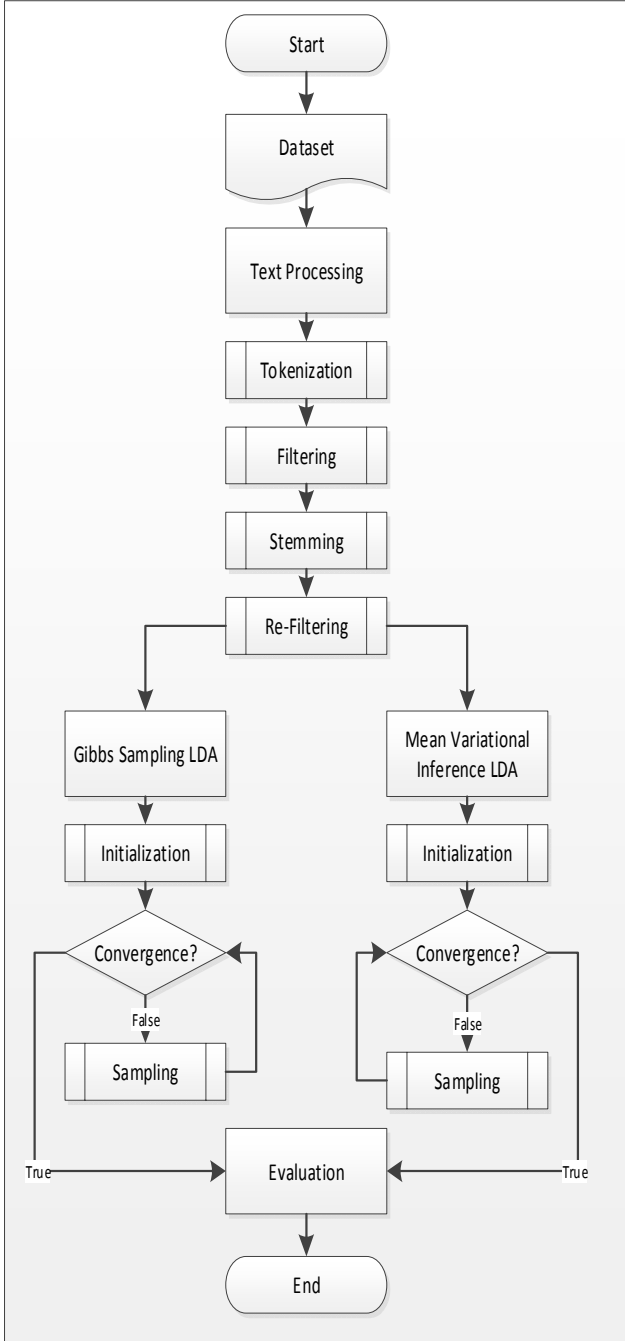 Start
Dataset
Text Processing
Tokenization
Filtering
Stemming
Re-Filtering
Gibbs Sampling LDA
Mean Variational
Inference LDA
Initialization
Initialization
Convergence?
Convergence?
False
False
Sampling
Sampling
True
Evaluation
True
End